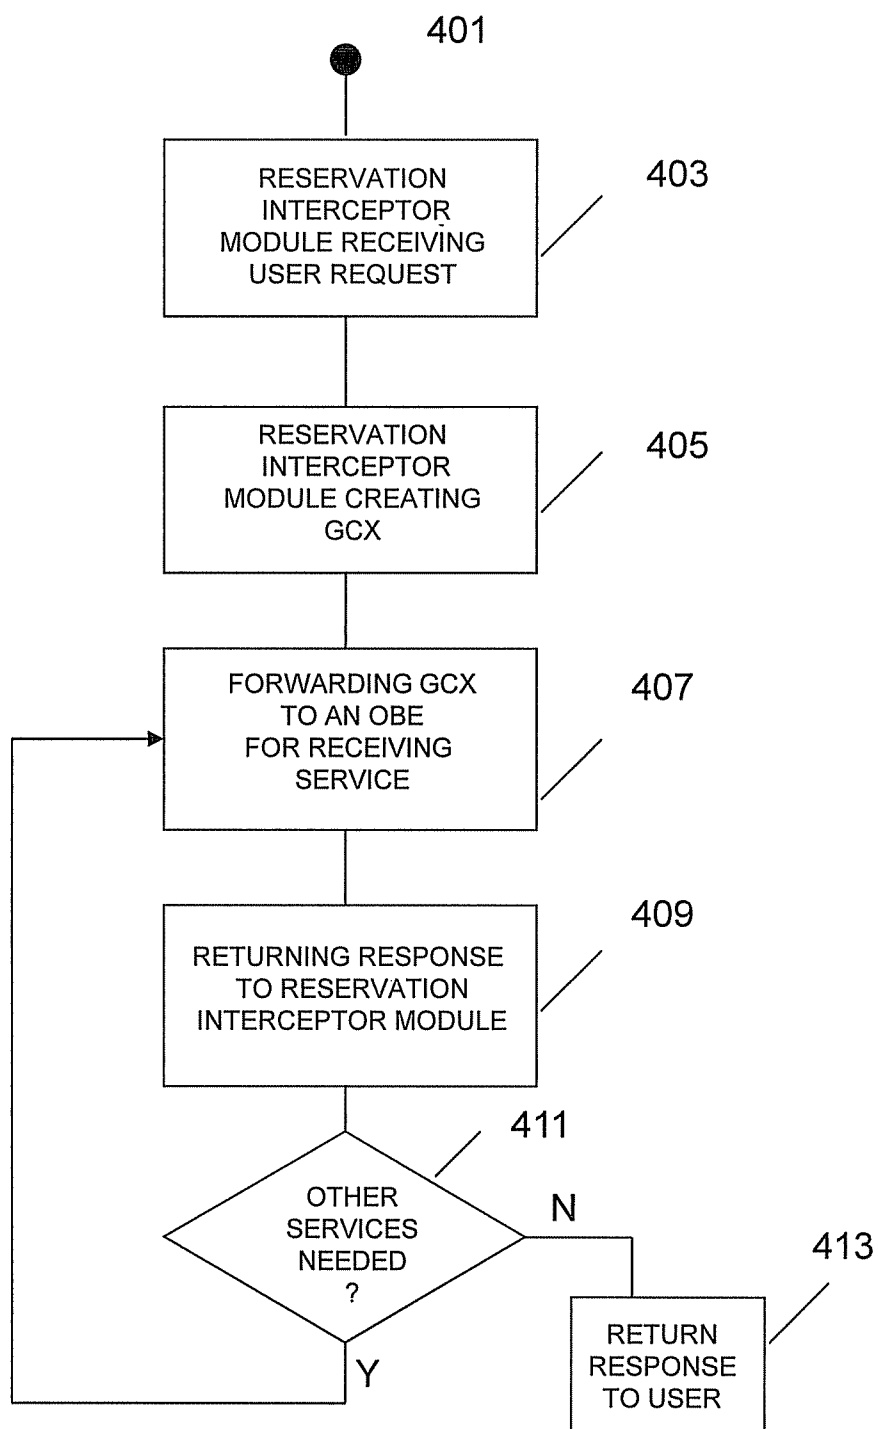 401
RESERVATION
INTERCEPTOR
MODULE RECEIVING
USER REQUEST
403
RESERVATION
INTERCEPTOR
MODULE CREATING
GCX
405
FORWARDING GCX
TO AN OBE
FOR RECEIVING
SERVICE
407
RETURNING RESPONSE
TO RESERVATION
INTERCEPTOR MODULE
409
411
OTHER
SERVICES
NEEDED
?
N
Y
413
RETURN
RESPONSE
TO USER